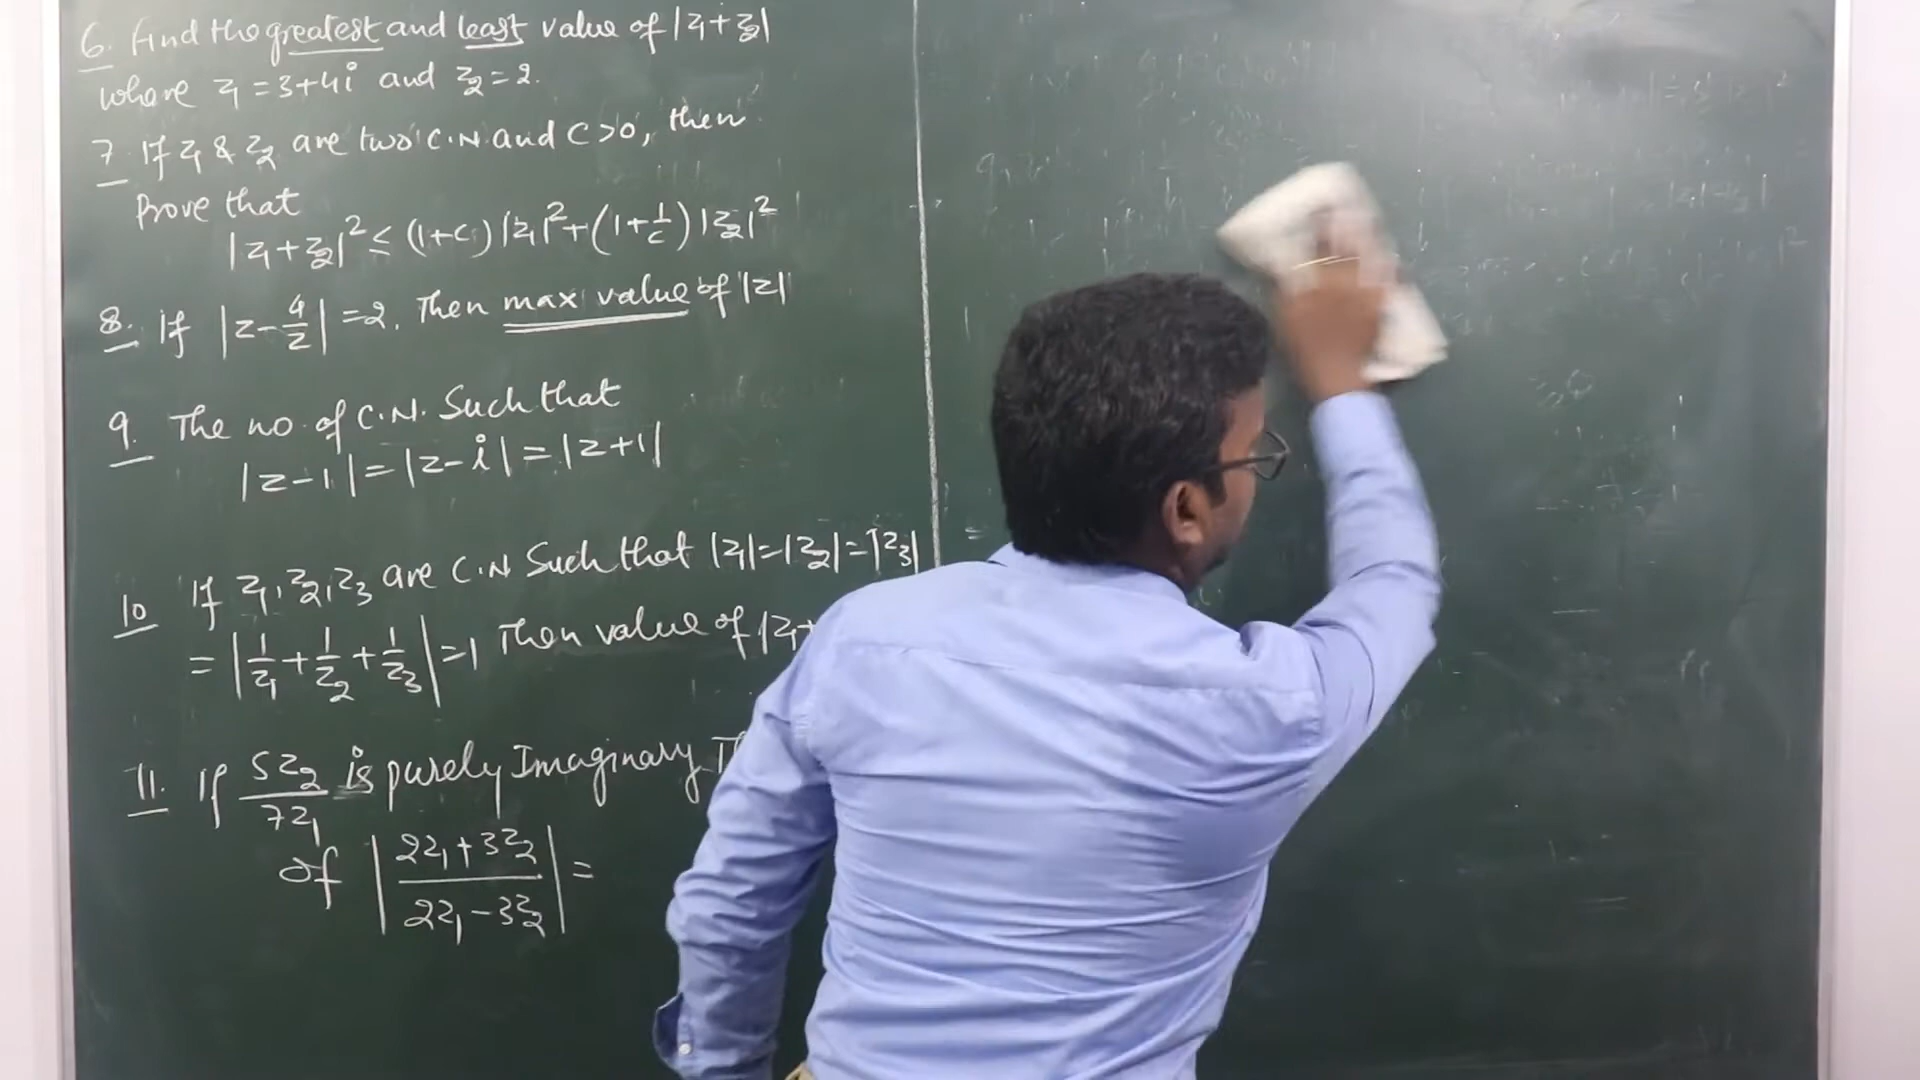 6. Find the greatest and least value of |z₁+z₂|
where z₁ = 3+4i and z₂ = 2.
7. If z₁ & z₂ are two C.N. and C>0, then
Prove that
|z₁+z₂|² ≤ (1+C)|z₁|²+(1+1/C)|z₂|²
8. If |z-4/z|=2. Then max value of |z|
9. The no. of C.N. Such that
|z-1|=|z-i|=|z+1|
10 If z₁, z₂, z₃ are C.N Such that |z₁|=|z₂|=|z₃|
=|1/z₁+1/z₂+1/z₃|=1 Then value of |z₁+
11. If 5z₂/7z₁ is purely Imaginary
of |(2z₁+3z₂)/(2z₁-3z₂)|=